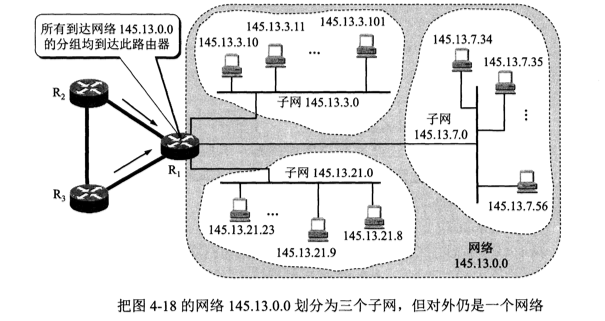 所有到达网络 145.13.0.0
的分组均到达此路由器
145.13.3.10
145.13.3.11
...
145.13.3.101
子网 145.13.3.0
145.13.7.34
145.13.7.35
...
子网
145.13.7.0
145.13.7.56
R₂
R₁
R₃
子网 145.13.21.0
...
145.13.21.23
145.13.21.9
145.13.21.8
网络
145.13.0.0
把图 4-18 的网络 145.13.0.0 划分为三个子网，但对外仍是一个网络